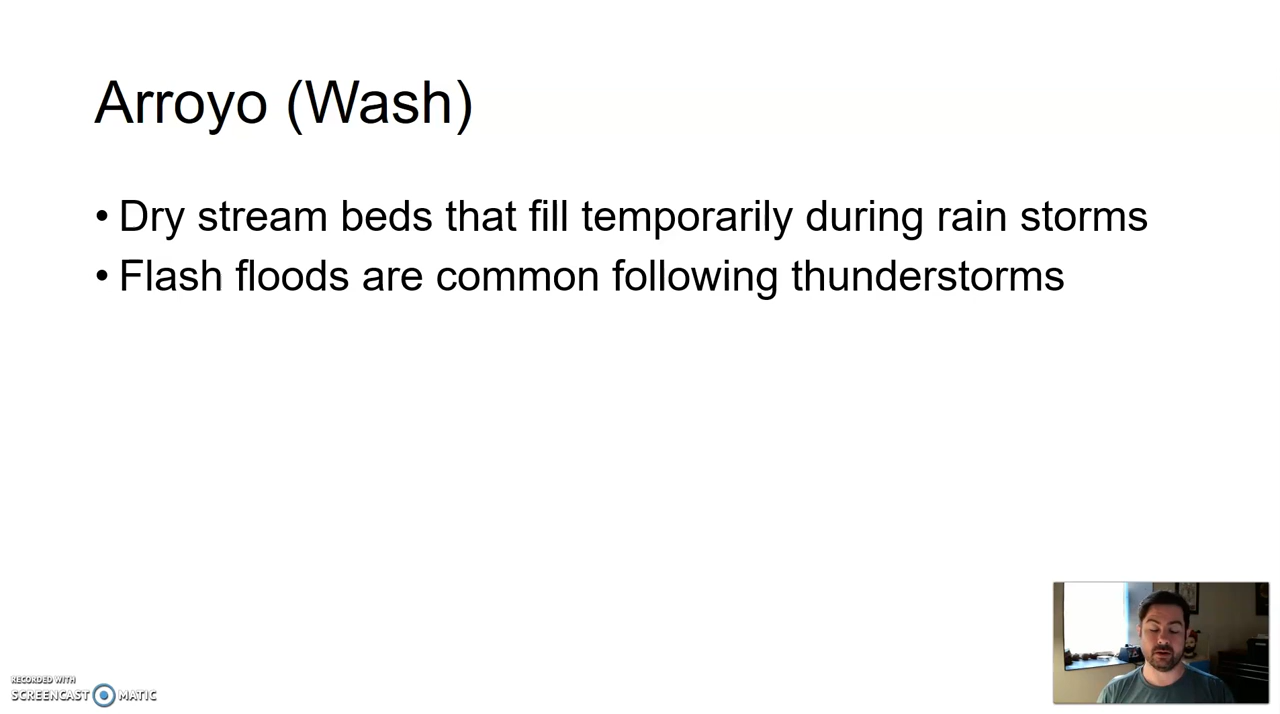 Arroyo (Wash)
• Dry stream beds that fill temporarily during rain storms
• Flash floods are common following thunderstorms
RECORDED WITH
SCREENCAST MATIC